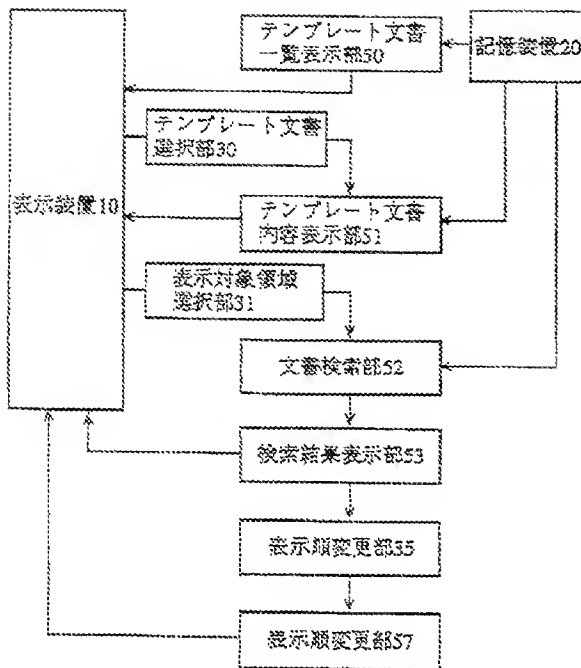 テンプレート文書
一覧表示部50
記憶装置20
テンプレート文書
選択部30
表示装置10
テンプレート文書
内容表示部51
表示対象領域
選択部31
文書検索部52
検索結果表示部53
表示順変更部35
表示順変更部57